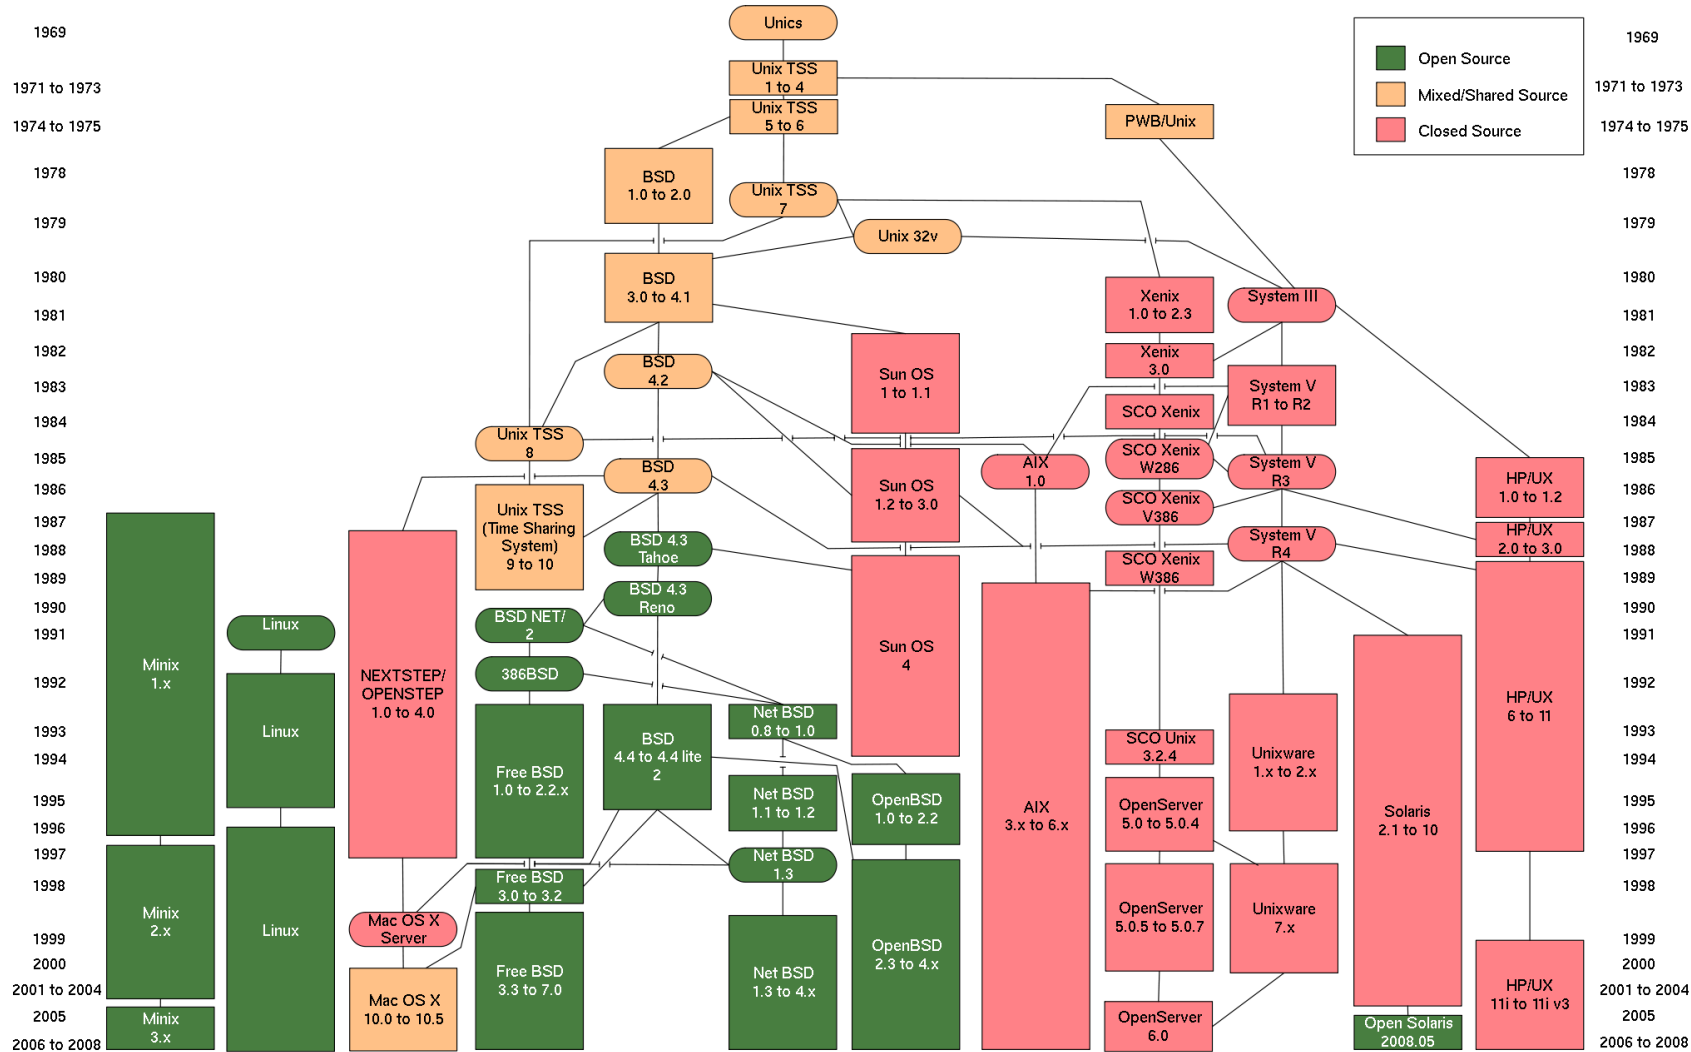 Unics
1969
1969
Open Source
Unix TSS
1 to 4
1971 to 1973
1971 to 1973
Mixed/Shared Source
Unix TSS
5 to 6
PWB/Unix
1974 to 1975
1974 to 1975
Closed Source
1978
BSD
1.0 to 2.0
Unix TSS
7
1978
1979
Unix 32v
1979
1980
BSD
3.0 to 4.1
Xenix
1.0 to 2.3
System III
1980
1981
1981
1982
Xenix
3.0
1982
BSD
4.2
Sun OS
1 to 1.1
1983
System V
R1 to R2
1983
SCO Xenix
1984
1984
Unix TSS
8
1985
BSD
4.3
AIX
1.0
SCO Xenix
W286
System V
R3
1985
HP/UX
1.0 to 1.2
1986
Sun OS
1.2 to 3.0
SCO Xenix
V386
1986
Unix TSS
(Time Sharing
System)
9 to 10
1987
1987
HP/UX
2.0 to 3.0
1988
BSD 4.3
Tahoe
System V
R4
1988
SCO Xenix
W386
1989
1989
BSD 4.3
Reno
1990
1990
Linux
BSD NET/
2
1991
1991
Minix
1.x
Sun OS
4
NEXTSTEP/
OPENSTEP
1.0 to 4.0
386BSD
1992
1992
HP/UX
6 to 11
Linux
Net BSD
0.8 to 1.0
1993
1993
BSD
4.4 to 4.4 lite
2
SCO Unix
3.2.4
Unixware
1.x to 2.x
1994
1994
Free BSD
1.0 to 2.2.x
Net BSD
1.1 to 1.2
OpenBSD
1.0 to 2.2
AIX
3.x to 6.x
OpenServer
5.0 to 5.0.4
Solaris
2.1 to 10
1995
1995
1996
1996
1997
1997
Net BSD
1.3
1998
Free BSD
3.0 to 3.2
1998
Minix
2.x
Mac OS X
Server
OpenServer
5.0.5 to 5.0.7
Unixware
7.x
Linux
1999
1999
OpenBSD
2.3 to 4.x
2000
2000
Free BSD
3.3 to 7.0
Net BSD
1.3 to 4.x
2001 to 2004
2001 to 2004
HP/UX
11i to 11i v3
Mac OS X
10.0 to 10.5
2005
2005
Minix
3.x
OpenServer
6.0
Open Solaris
2008.05
2006 to 2008
2006 to 2008